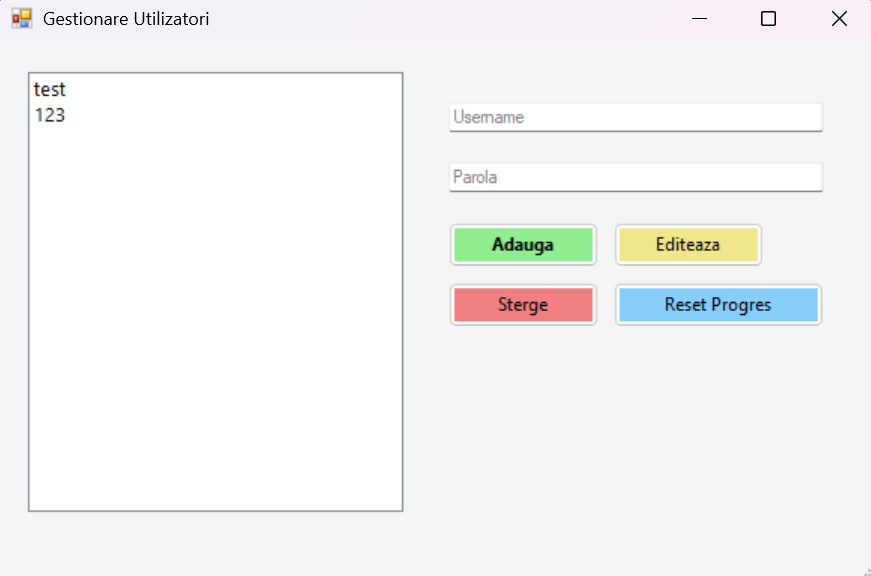 Gestionare Utilizatori
test
123
Username
Parola
Adauga
Editeaza
Sterge
Reset Progres